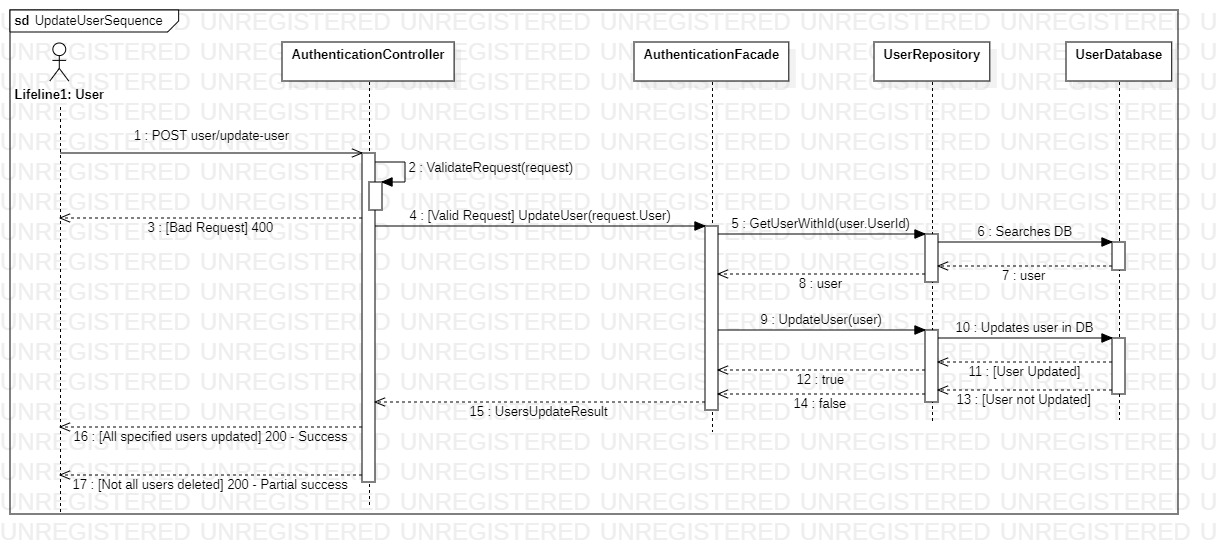 sd UpdateUserSequence
AuthenticationController
AuthenticationFacade
UserRepository
UserDatabase
Lifeline1: User
1 : POST user/update-user
2 : ValidateRequest(request)
3 : [Bad Request] 400
4 : [Valid Request] UpdateUser(request.User)
5 : GetUserWithId(user.UserId)
6 : Searches DB
7 : user
8 : user
9 : UpdateUser(user)
10 : Updates user in DB
11 : [User Updated]
12 : true
13 : [User not Updated]
14 : false
15 : UsersUpdateResult
16 : [All specified users updated] 200 - Success
17 : [Not all users deleted] 200 - Partial success
UNREGISTERED UNREGISTERED UNREGISTERED UNREGISTERED UNREGISTERED UNREGISTERED